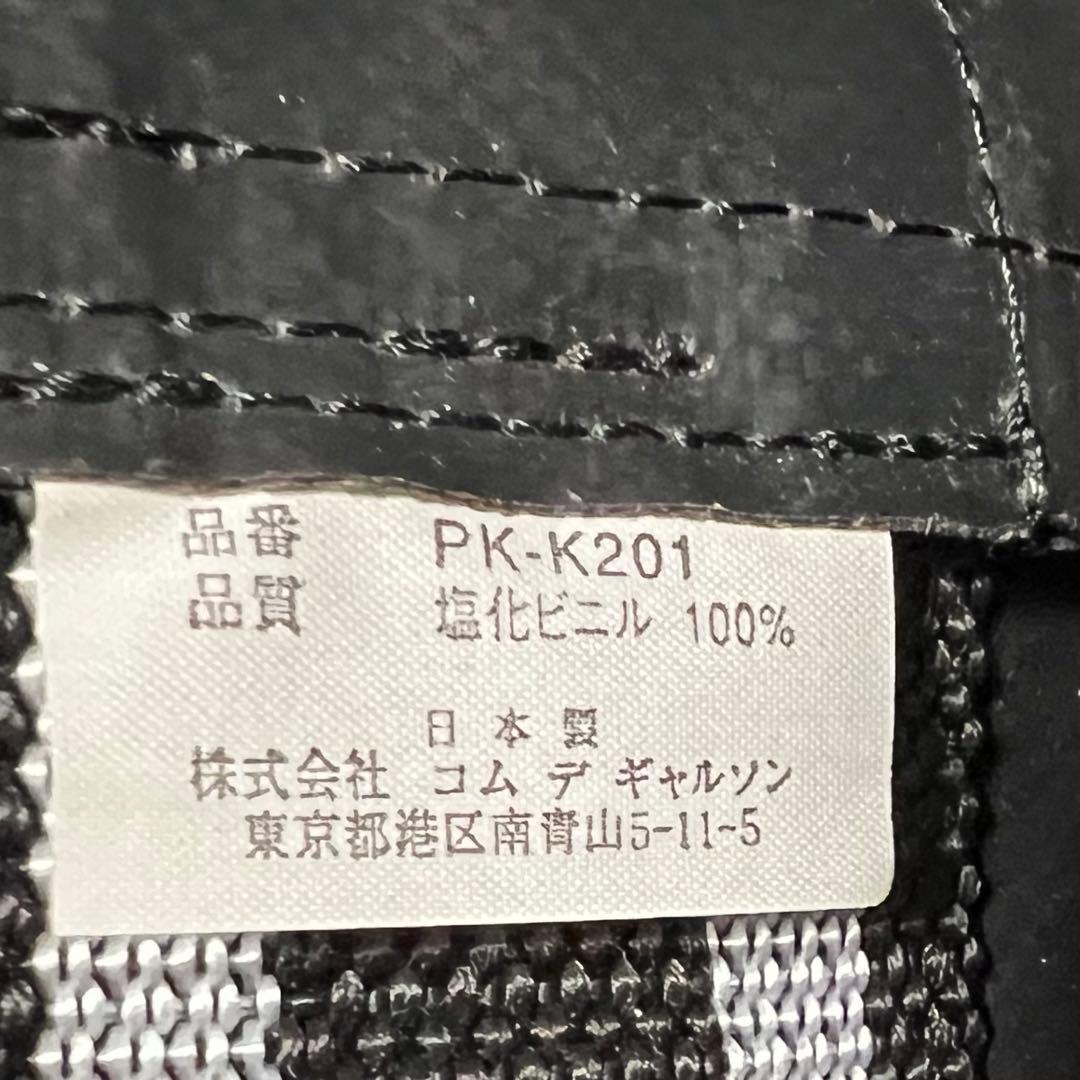 品番 PK-K201
品質 塩化ビニル 100%
日本製
株式会社 コム デ ギャルソン
東京都港区南青山5-11-5